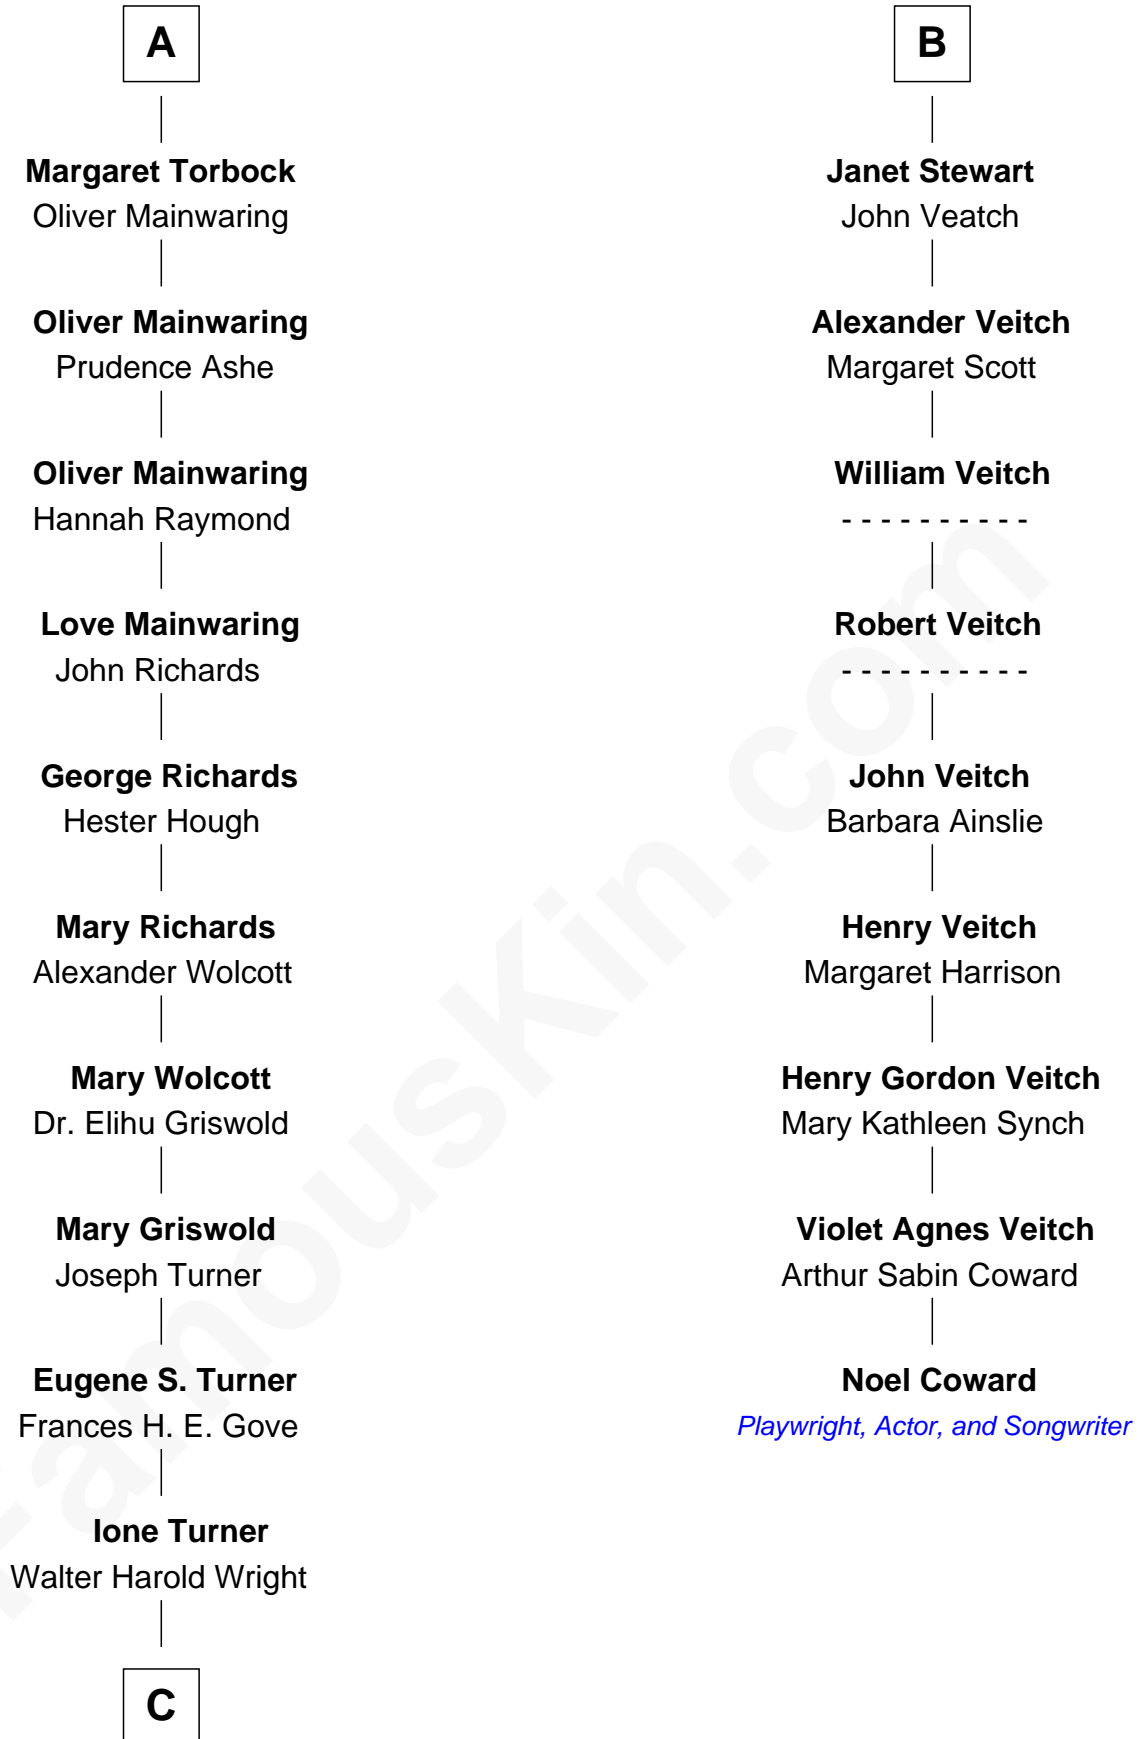 A
Margaret Torbock
Oliver Mainwaring
Oliver Mainwaring
Prudence Ashe
Oliver Mainwaring
Hannah Raymond
Love Mainwaring
John Richards
George Richards
Hester Hough
Mary Richards
Alexander Wolcott
Mary Wolcott
Dr. Elihu Griswold
Mary Griswold
Joseph Turner
Eugene S. Turner
Frances H. E. Gove
Ione Turner
Walter Harold Wright
C
B
Janet Stewart
John Veatch
Alexander Veitch
Margaret Scott
William Veitch
- - - - - - - - - -
Robert Veitch
- - - - - - - - - -
John Veitch
Barbara Ainslie
Henry Veitch
Margaret Harrison
Henry Gordon Veitch
Mary Kathleen Synch
Violet Agnes Veitch
Arthur Sabin Coward
Noel Coward
Playwright, Actor, and Songwriter
FamousKin.com